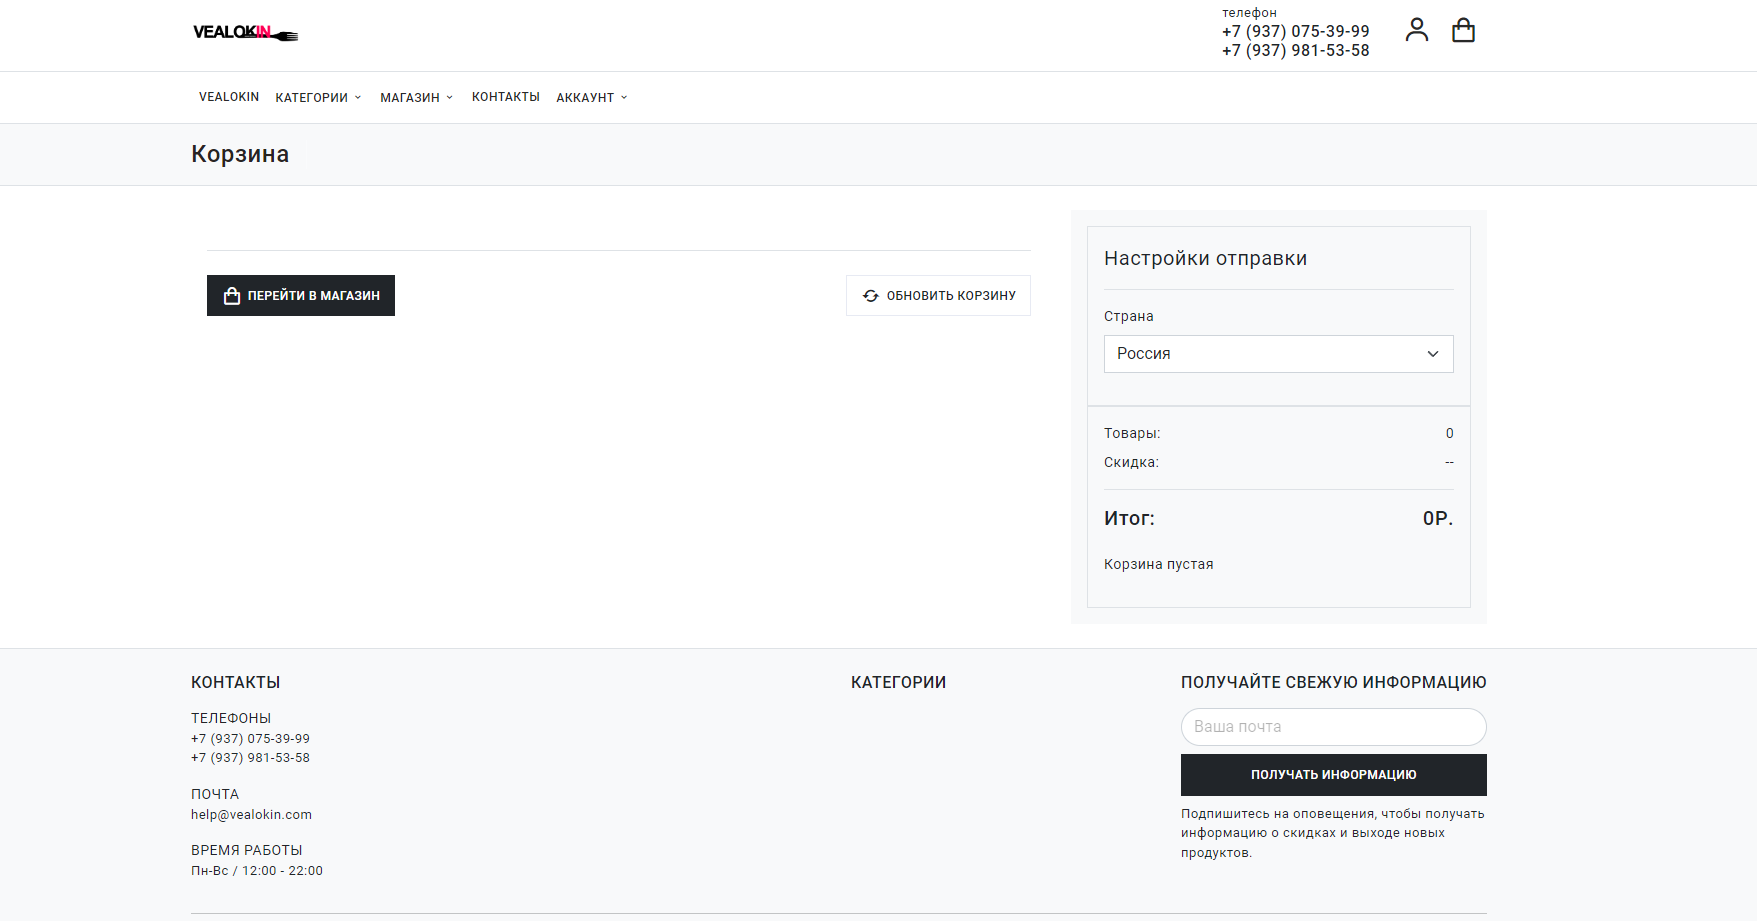 VEALOKIN
телефон
+7 (937) 075-39-99
+7 (937) 981-53-58
VEALOKIN КАТЕГОРИИ МАГАЗИН КОНТАКТЫ АККАУНТ
Корзина
ПЕРЕЙТИ В МАГАЗИН
ОБНОВИТЬ КОРЗИНУ
Настройки отправки
Страна
Россия
Товары: 0
Скидка: --
Итог: 0Р.
Корзина пустая
КОНТАКТЫ
ТЕЛЕФОНЫ
+7 (937) 075-39-99
+7 (937) 981-53-58
ПОЧТА
help@vealokin.com
ВРЕМЯ РАБОТЫ
Пн-Вс / 12:00 - 22:00
КАТЕГОРИИ
ПОЛУЧАЙТЕ СВЕЖУЮ ИНФОРМАЦИЮ
Ваша почта
ПОЛУЧАТЬ ИНФОРМАЦИЮ
Подпишитесь на оповещения, чтобы получать
информацию о скидках и выходе новых
продуктов.